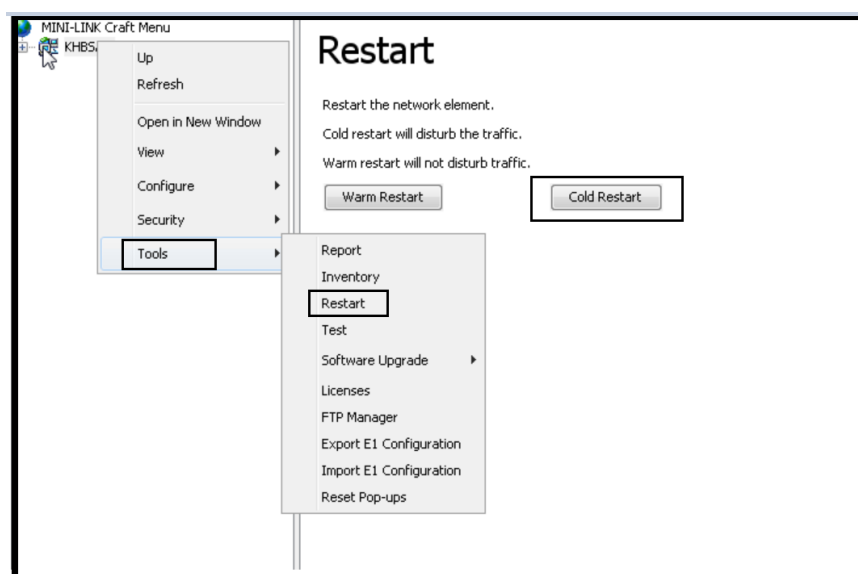 MINI-LINK Craft Menu
Up
Refresh
Open in New Window
View
Configure
Security
Tools
Restart
Restart the network element.
Cold restart will disturb the traffic.
Warm restart will not disturb traffic.
Warm Restart
Cold Restart
Report
Inventory
Restart
Test
Software Upgrade
Licenses
FTP Manager
Export E1 Configuration
Import E1 Configuration
Reset Pop-ups